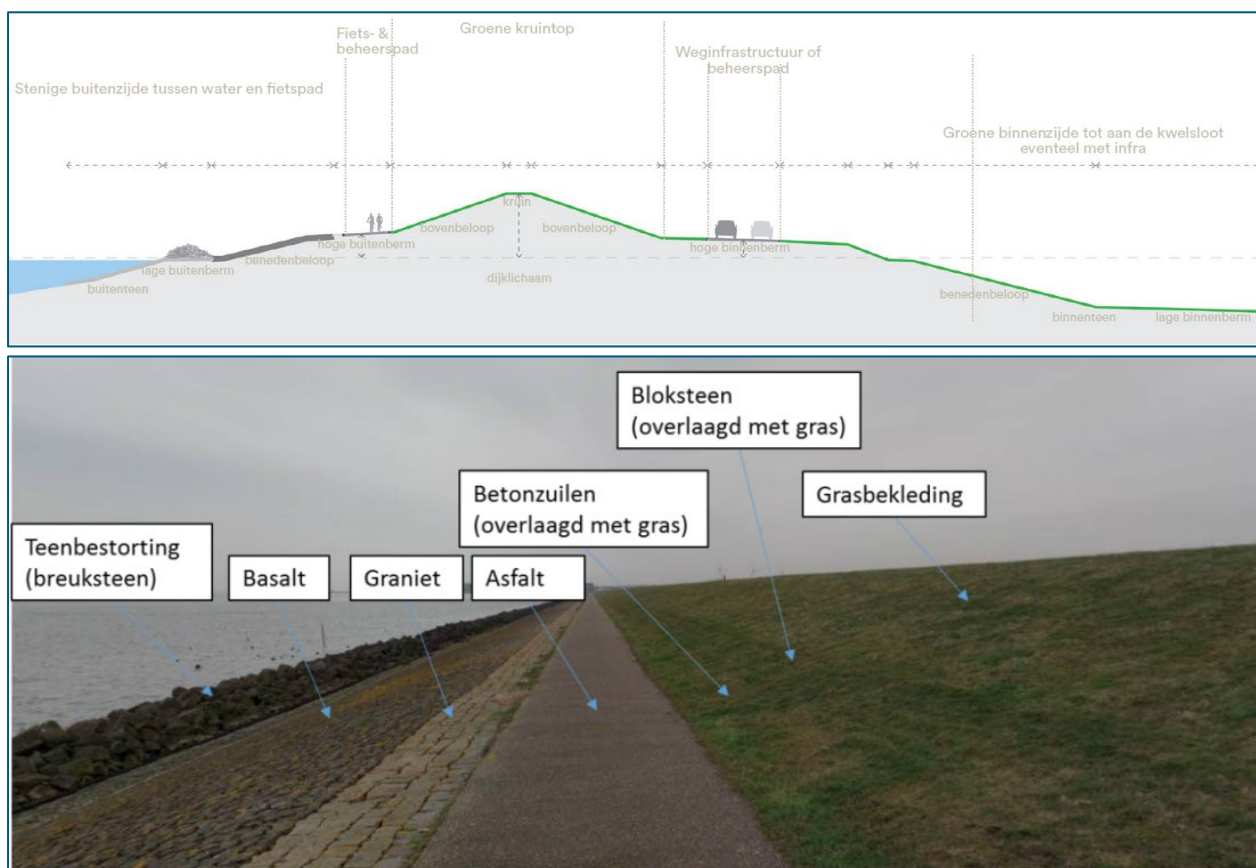 Fiets- &
beheerspad
Groene kruintop
Weginfrastructuur of
beheerspad
Stenige buitenzijde tussen water en fietspad
Groene binnenzijde tot aan de kwelsloot
eventueel met infra
kruin
bovenbeloop
bovenbeloop
hoge buitenberm
hoge binnenberm
benedenbeloop
lage buitenberm
buitenteen
dijklichaam
benedenbeloop
binnenteen
lage binnenberm
Bloksteen
(overlaagd met gras)
Betonzuilen
(overlaagd met gras)
Grasbekleding
Teenbestorting
(breuksteen)
Basalt
Graniet
Asfalt